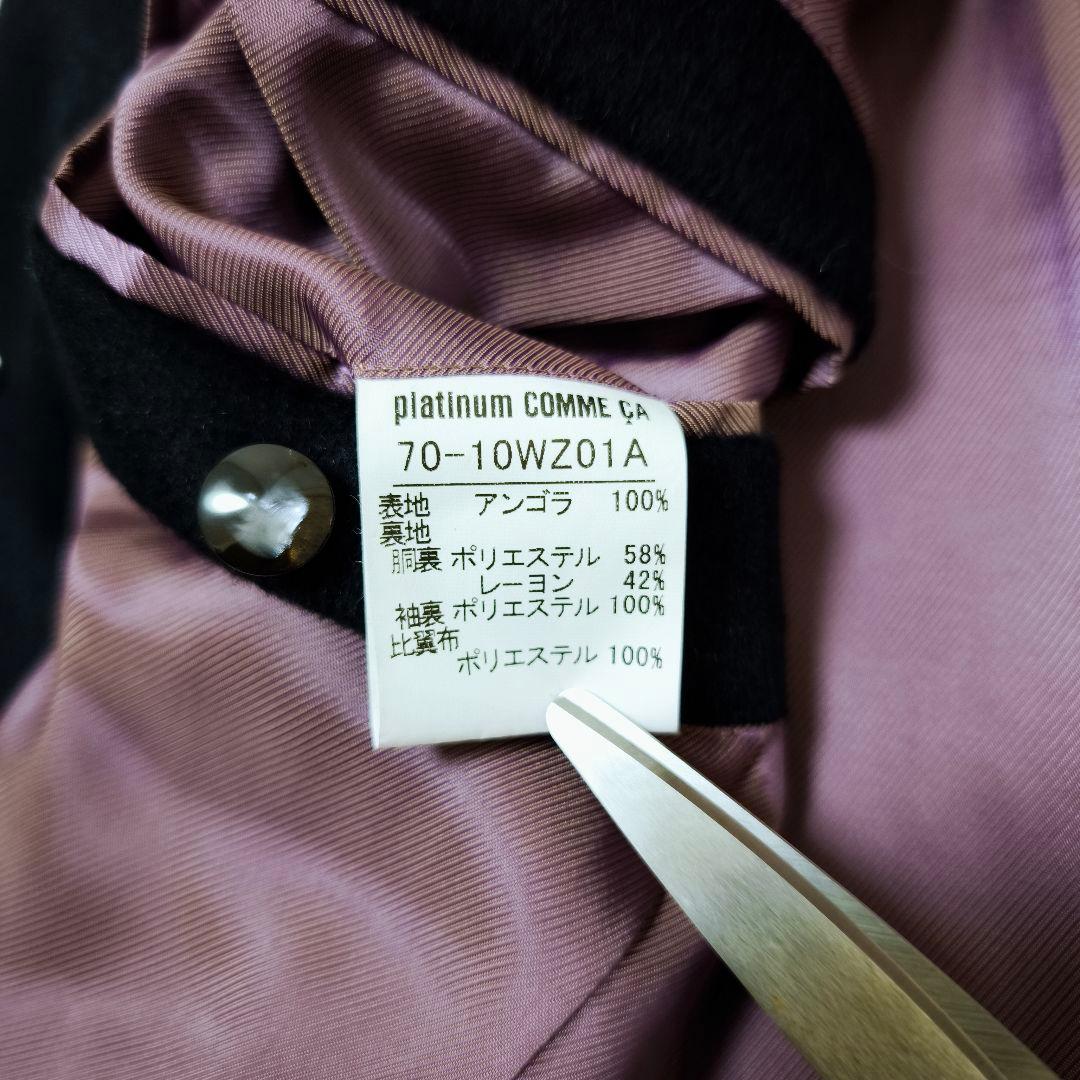 platinum COMME ÇA
70-10WZ01A
表地 アンゴラ 100%
裏地
胴裏 ポリエステル 58%
レーヨン 42%
袖裏 ポリエステル 100%
比翼布
ポリエステル 100%